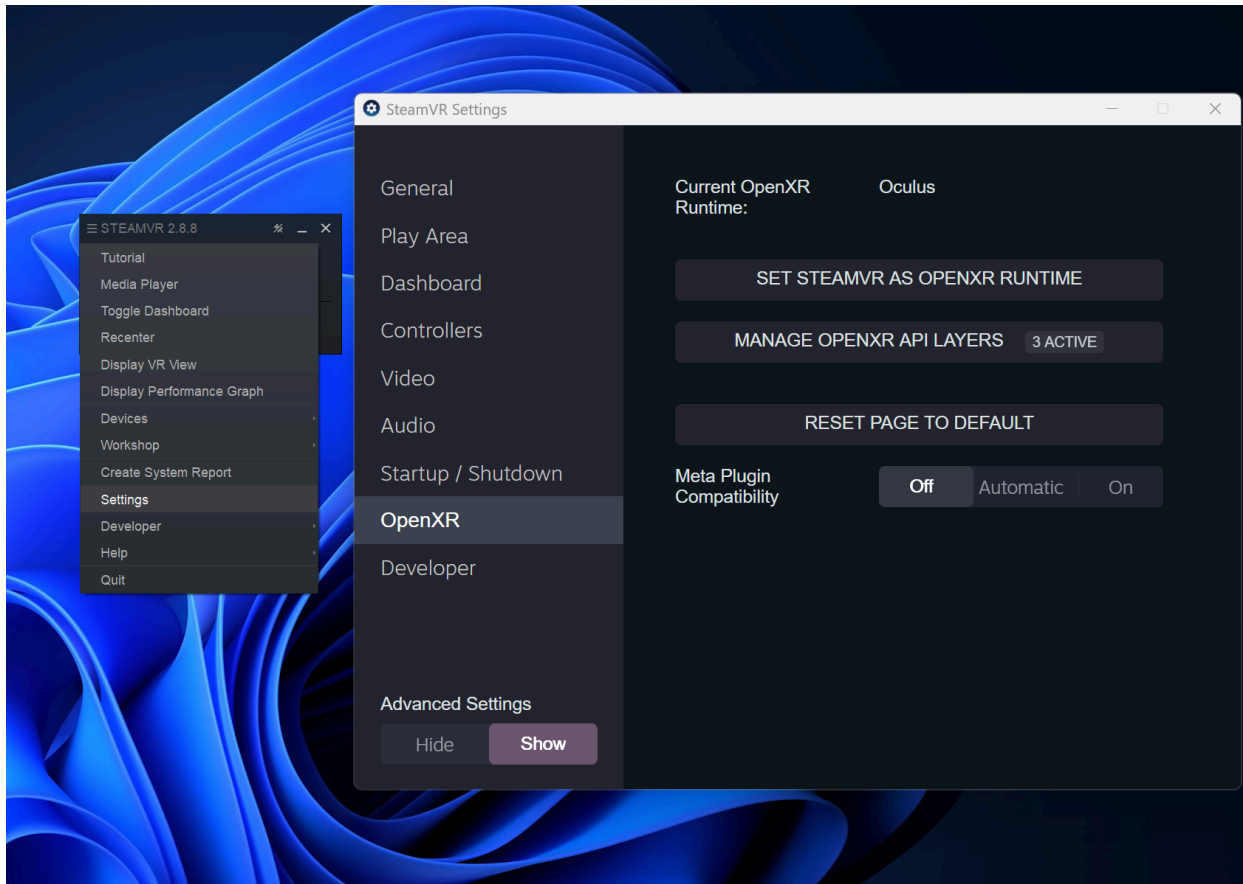 SteamVR Settings
General
Play Area
Dashboard
Controllers
Video
Audio
Startup / Shutdown
OpenXR
Developer
Advanced Settings
Hide
Show
Current OpenXR
Runtime:
Oculus
SET STEAMVR AS OPENXR RUNTIME
MANAGE OPENXR API LAYERS 3 ACTIVE
RESET PAGE TO DEFAULT
Meta Plugin
Compatibility
Off
Automatic
On
STEAMVR 2.8.8
Tutorial
Media Player
Toggle Dashboard
Recenter
Display VR View
Display Performance Graph
Devices
Workshop
Create System Report
Settings
Developer
Help
Quit